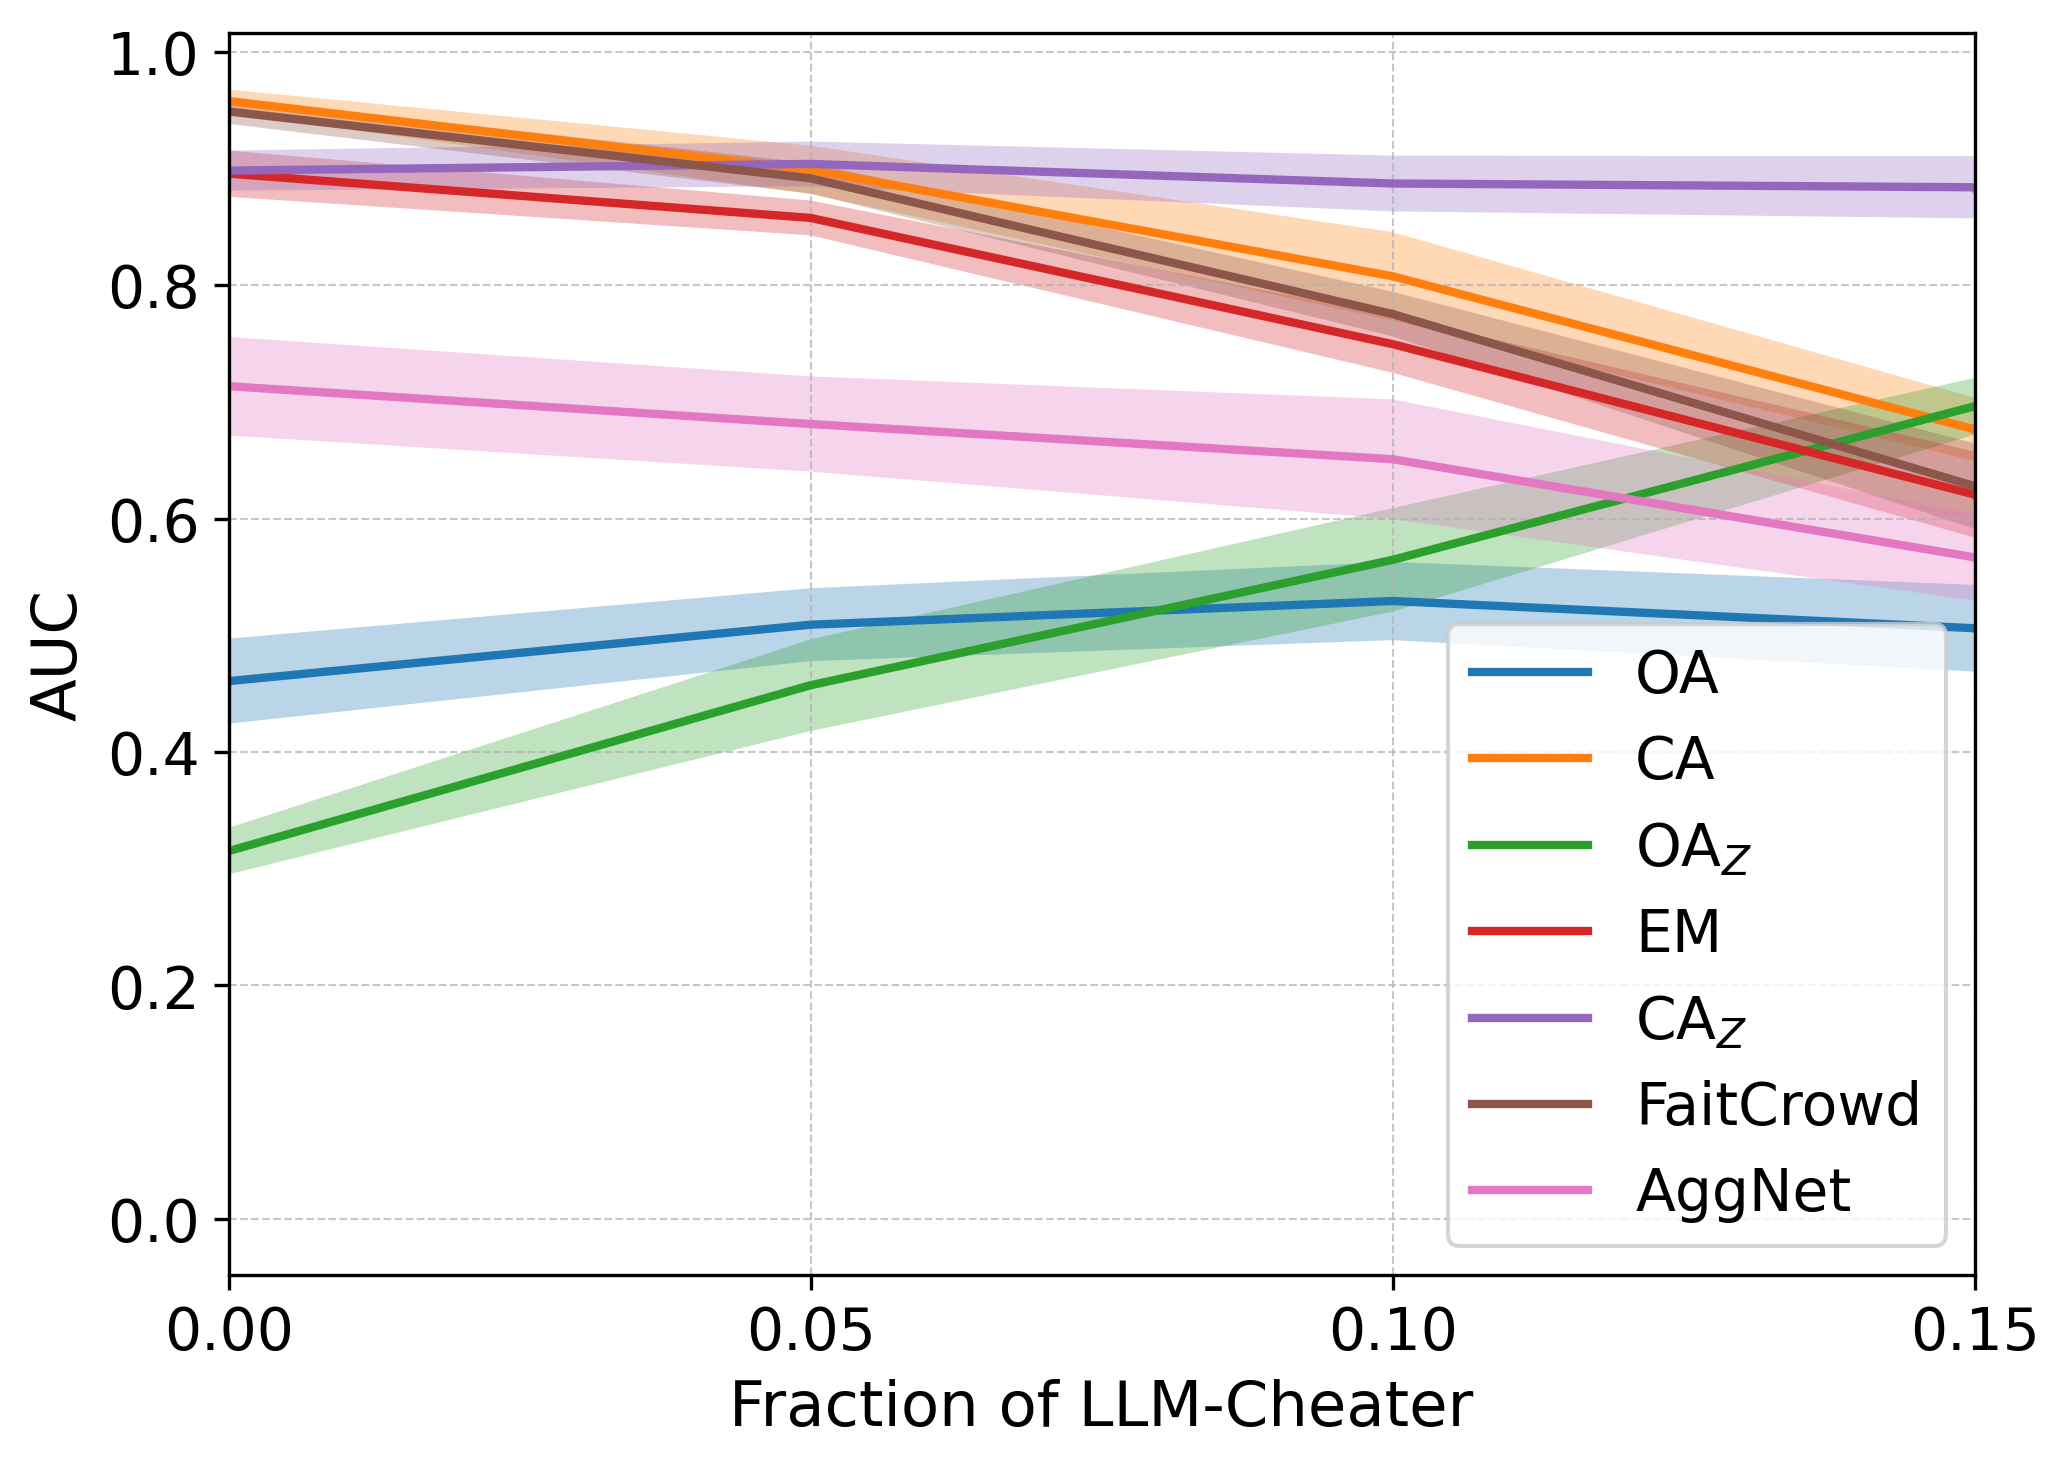 1.0
0.8
0.6
0.4
0.2
0.0
AUC
0.00 0.05 0.10 0.15
Fraction of LLM-Cheater
OA
CA
OA_Z
EM
CA_Z
FaitCrowd
AggNet